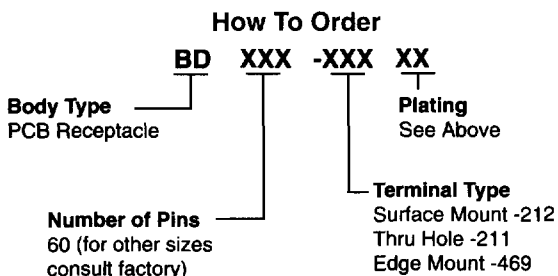 How To Order
BD XXX -XXX XX
Body Type
PCB Receptacle
Plating
See Above
Number of Pins
60 (for other sizes
consult factory)
Terminal Type
Surface Mount -212
Thru Hole -211
Edge Mount -469